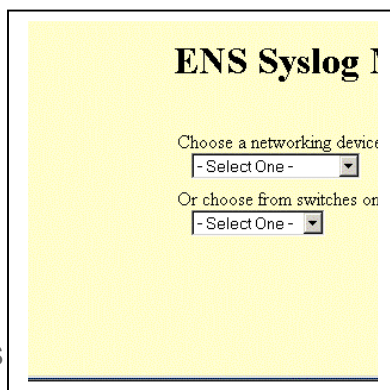 ENS Syslog
Choose a networking device
- Select One -
Or choose from switches on
- Select One -